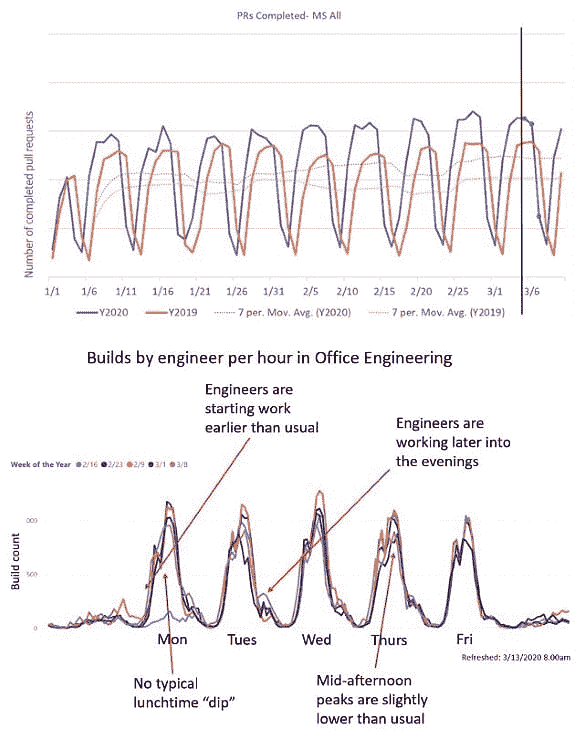 PRs Completed- MS All
Number of completed pull requests
1/1 1/6 1/11 1/16 1/21 1/26 1/31 2/5 2/10 2/15 2/20 2/25 3/1 3/6
Y2020 Y2019 7 per. Mov. Avg. (Y2020) 7 per. Mov. Avg. (Y2019)
Builds by engineer per hour in Office Engineering
Engineers are
starting work
earlier than usual
Engineers are
working later into
the evenings
Week of the Year 2/16 2/23 2/9 3/1 3/8
Build count
500
0
Mon Tues Wed Thurs Fri
Refreshed: 3/13/2020 8.00am
No typical
lunchtime “dip”
Mid-afternoon
peaks are slightly
lower than usual